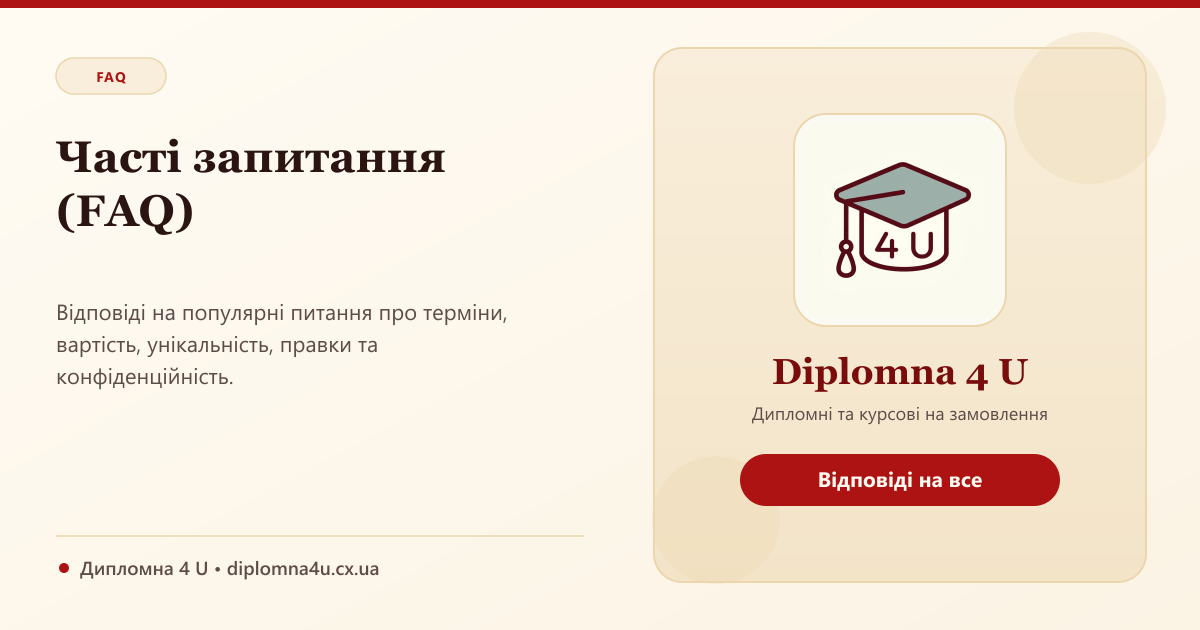 FAQ
Часті запитання
(FAQ)
Відповіді на популярні питання про терміни,
вартість, унікальність, правки та
конфіденційність.
Дипломна 4 U • diplomna4u.cx.ua
4 U
Diplomna 4 U
Дипломні та курсові на замовлення
Відповіді на все